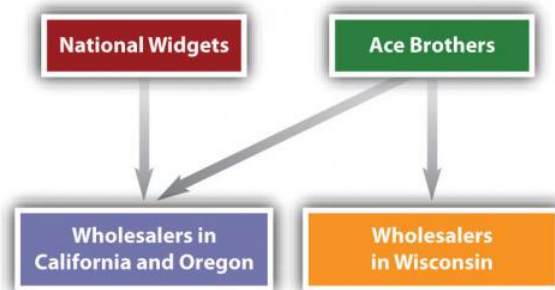 National Widgets
Ace Brothers
Wholesalers in
California and Oregon
Wholesalers
in Wisconsin